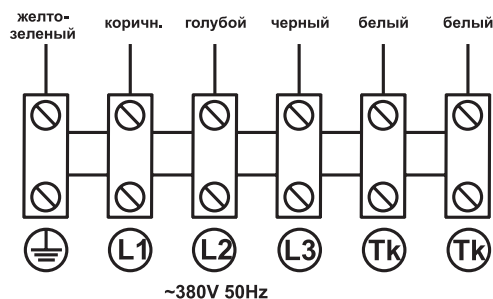 желто-
зеленый коричн. голубой черный белый белый
L1 L2 L3 Tk Tk
~380V 50Hz